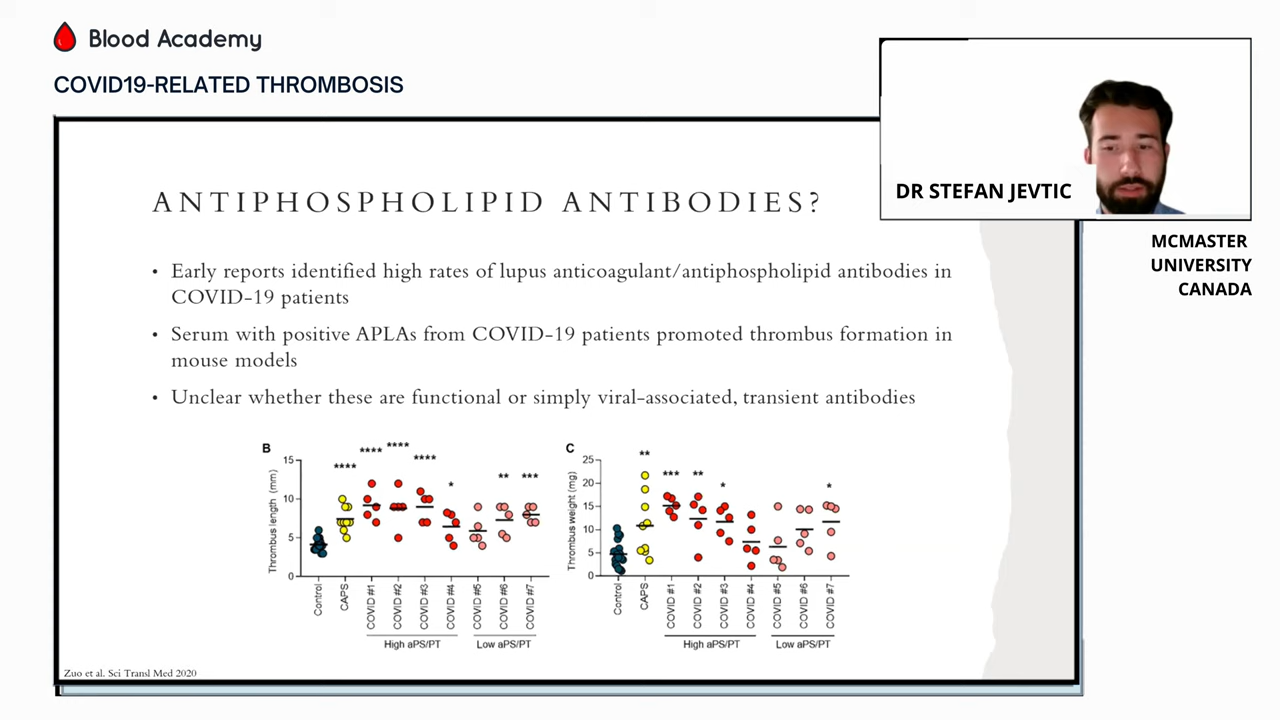 Blood Academy
COVID19-RELATED THROMBOSIS
DR STEFAN JEVTIC
MCMASTER
UNIVERSITY
CANADA
ANTIPHOSPHOLIPID ANTIBODIES?
• Early reports identified high rates of lupus anticoagulant/antiphospholipid antibodies in
COVID-19 patients
• Serum with positive APLAs from COVID-19 patients promoted thrombus formation in
mouse models
• Unclear whether these are functional or simply viral-associated, transient antibodies
B
Thrombus length (mm)
15
10
5
0
**** **** **** **** * ** ***
Control
CAPS
COVID #1
COVID #2
COVID #3
COVID #4
COVID #5
COVID #6
COVID #7
High aPS/PT
Low aPS/PT
C
Thrombus weight (mg)
25
20
15
10
5
0
** *** ** * *
Control
CAPS
COVID #1
COVID #2
COVID #3
COVID #4
COVID #5
COVID #6
COVID #7
High aPS/PT
Low aPS/PT
Zuo et al. Sci Transl Med 2020